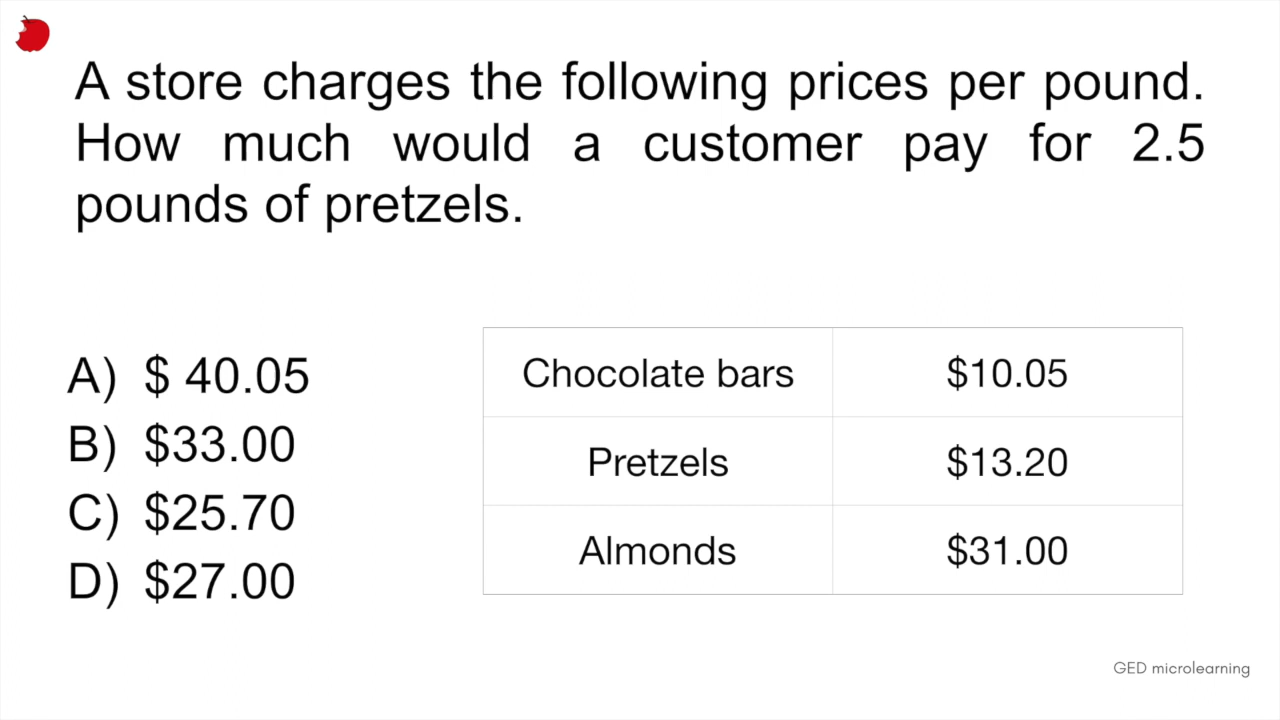 A store charges the following prices per pound.
How much would a customer pay for 2.5
pounds of pretzels.
A) $ 40.05
B) $33.00
C) $25.70
D) $27.00
Chocolate bars $10.05
Pretzels $13.20
Almonds $31.00
GED microlearning